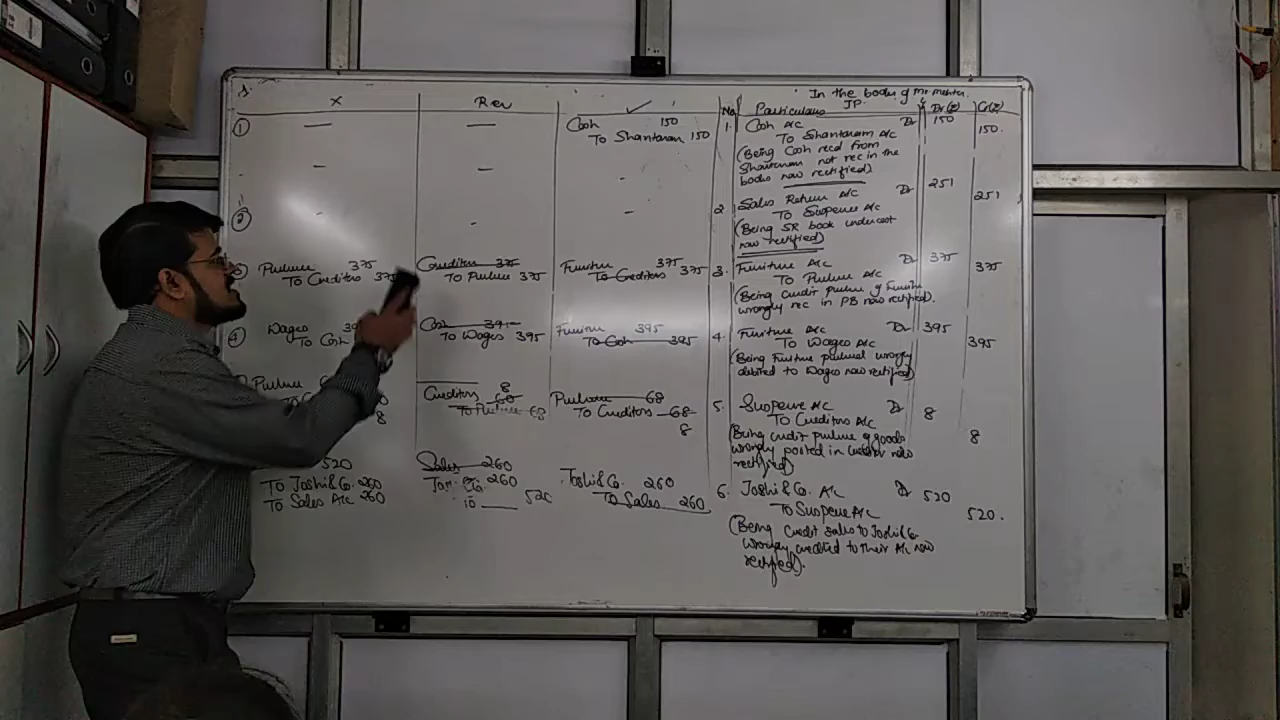 In the books of Mr mehta.
X Rev ✓ No Particulars JP. Dr(₹) Cr(₹)
① — —
Cash 150
To Shantaram 150
1. Cash A/c Dr 150
To Shantaram A/c 150.
(Being Cash recd from
Shantaram not rec in the
books now rectified)
②
2 Sales Return A/c Dr 251
To Suspense A/c 251
(Being SR book undercast
now rectified)
Purchase 375
To Creditors 375
Creditors 375
To Purchase 375
Furniture 375
To Creditors 375
3. Furniture A/c Dr 375
To Purchase A/c 375
(Being credit purchase of Furniture
wrongly rec in PB now rectified).
④ Wages
To Cash
Cash
To Wages 395
Furniture 395
To Cash 395
4. Furniture A/c Dr 395
To Wages A/c 395
(Being Furniture purchased wrongly
debited to Wages now rectified)
Purchase
8
Creditors 8
To Purchase 68
Purchase 68
To Creditors 68
8
5. Suspense A/c Dr 8
To Creditors A/c 8
(Being credit purchase of goods
wrongly posted in Creditor now
rectified)
520
To Joshi & Co. 260
To Sales A/c 260
Sales 260
260
To 520
Joshi & Co. 260
To Sales 260
6. Joshi & Co. A/c Dr 520
To Suspense A/c 520.
(Being Credit sales to Joshi & Co
wrongly credited to their A/c now
rectified).